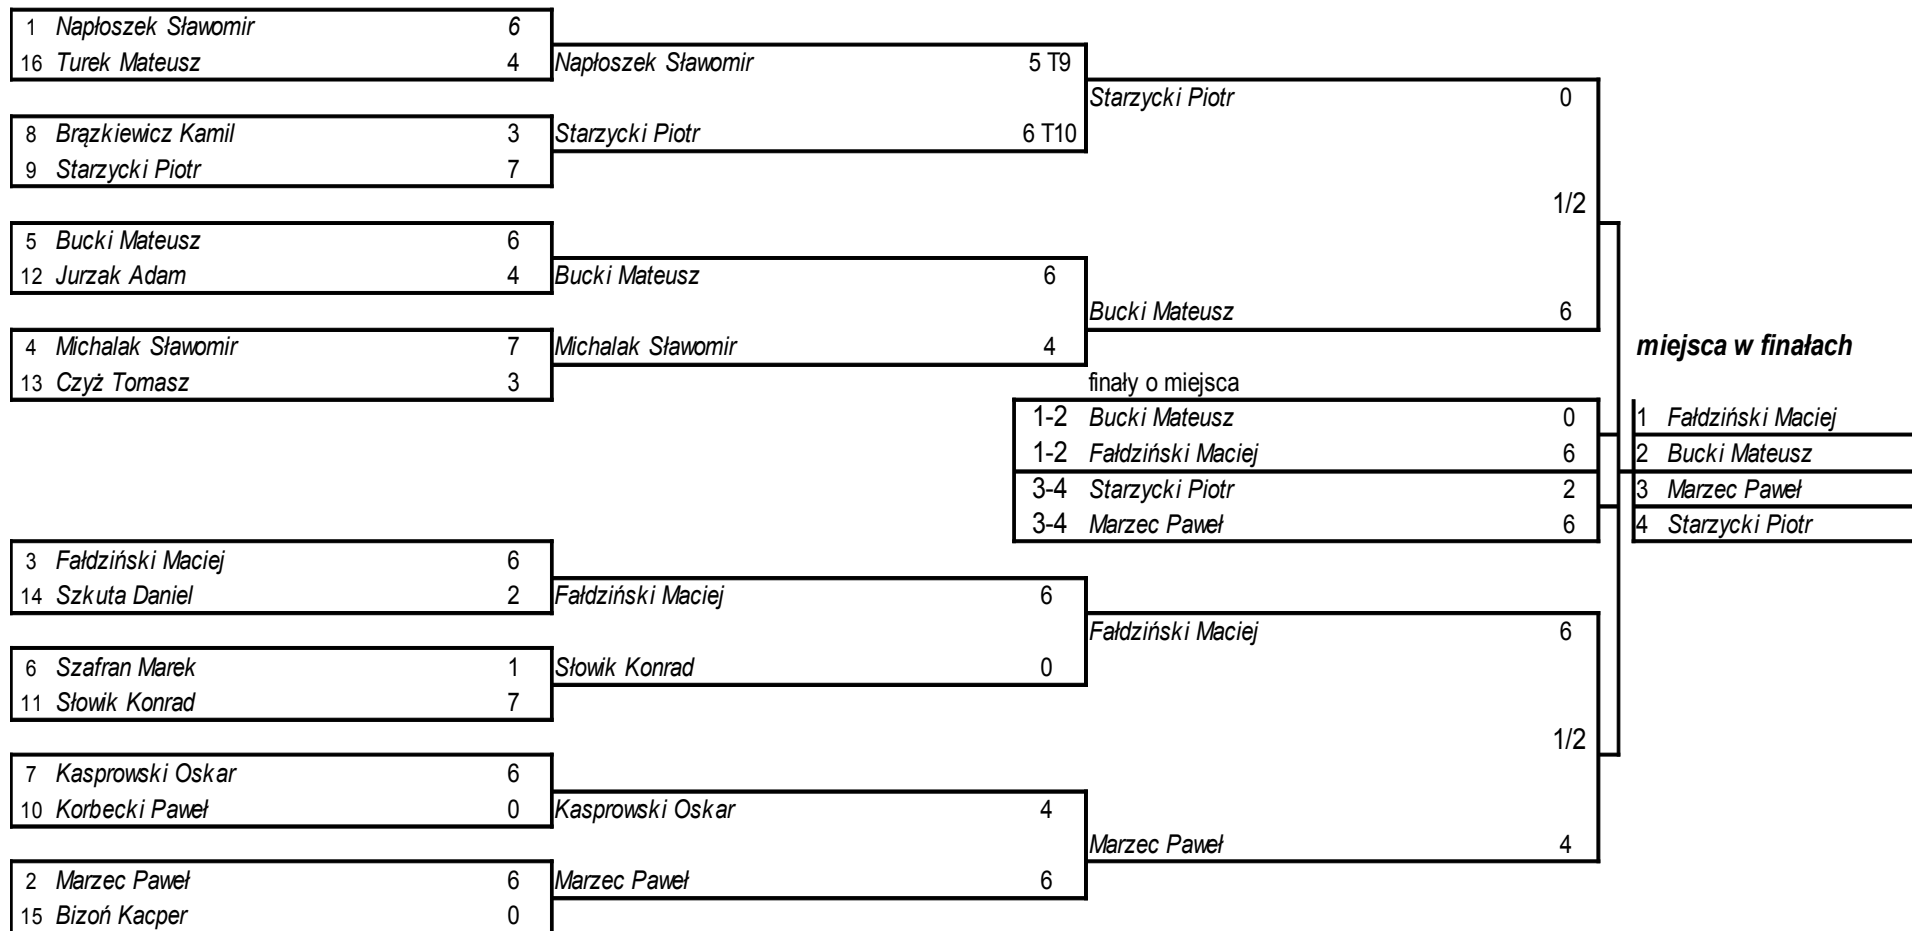 1 Napłoszek Sławomir 6
16 Turek Mateusz 4
8 Brązkiewicz Kamil 3
9 Starzycki Piotr 7
5 Bucki Mateusz 6
12 Jurzak Adam 4
4 Michalak Sławomir 7
13 Czyż Tomasz 3
3 Fałdziński Maciej 6
14 Szkuta Daniel 2
6 Szafran Marek 1
11 Słowik Konrad 7
7 Kasprowski Oskar 6
10 Korbecki Paweł 0
2 Marzec Paweł 6
15 Bizoń Kacper 0
Napłoszek Sławomir 5 T9
Starzycki Piotr 6 T10
Bucki Mateusz 6
Michalak Sławomir 4
Fałdziński Maciej 6
Słowik Konrad 0
Kasprowski Oskar 4
Marzec Paweł 6
Starzycki Piotr 0
1/2
Bucki Mateusz 6
finały o miejsca
1-2 Bucki Mateusz 0
1-2 Fałdziński Maciej 6
3-4 Starzycki Piotr 2
3-4 Marzec Paweł 6
Fałdziński Maciej 6
1/2
Marzec Paweł 4
miejsca w finałach
1 Fałdziński Maciej
2 Bucki Mateusz
3 Marzec Paweł
4 Starzycki Piotr